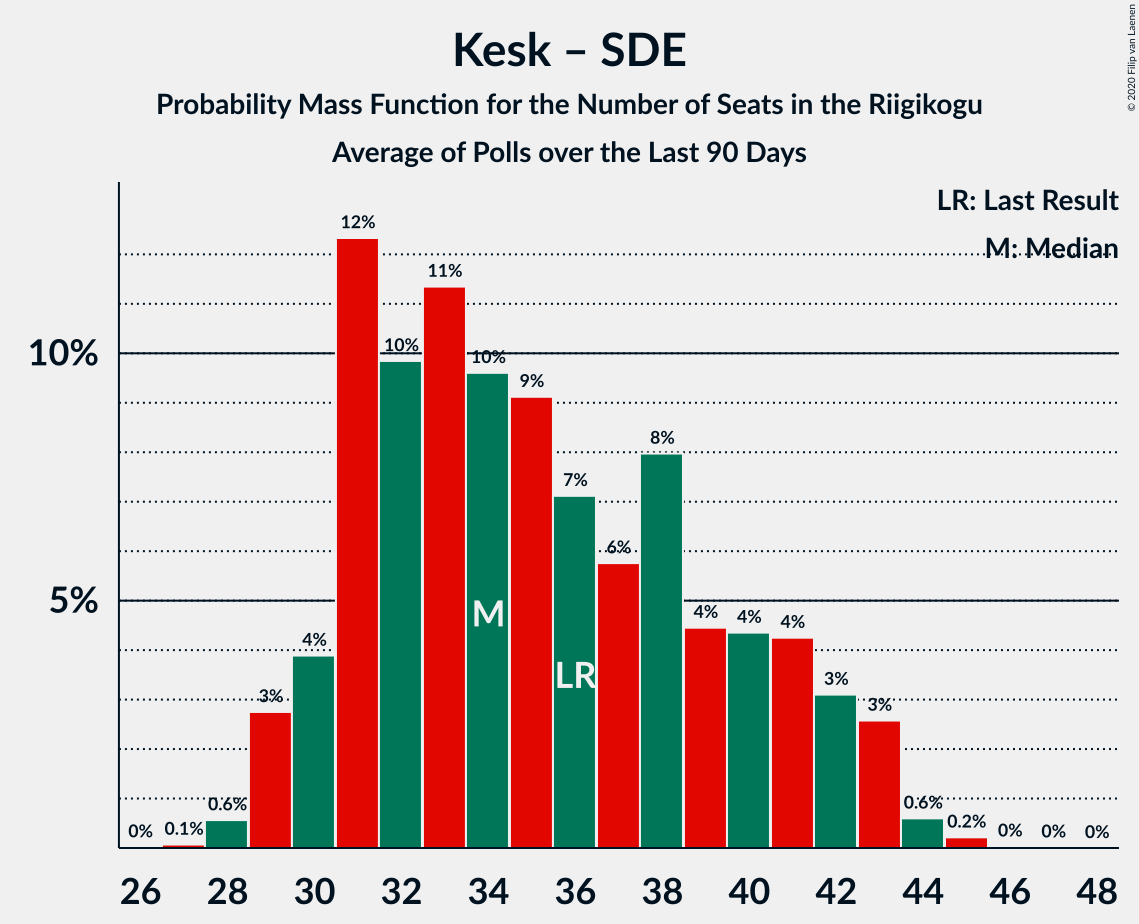 Kesk – SDE
Probability Mass Function for the Number of Seats in the Riigikogu
Average of Polls over the Last 90 Days
© 2020 Filip van Laenen
LR: Last Result
M: Median
10%
5%
0%
0.1%
0.6%
3%
4%
12%
10%
11%
10%
9%
7%
6%
8%
4%
4%
4%
3%
3%
0.6%
0.2%
0%
0%
0%
M
LR
26 28 30 32 34 36 38 40 42 44 46 48